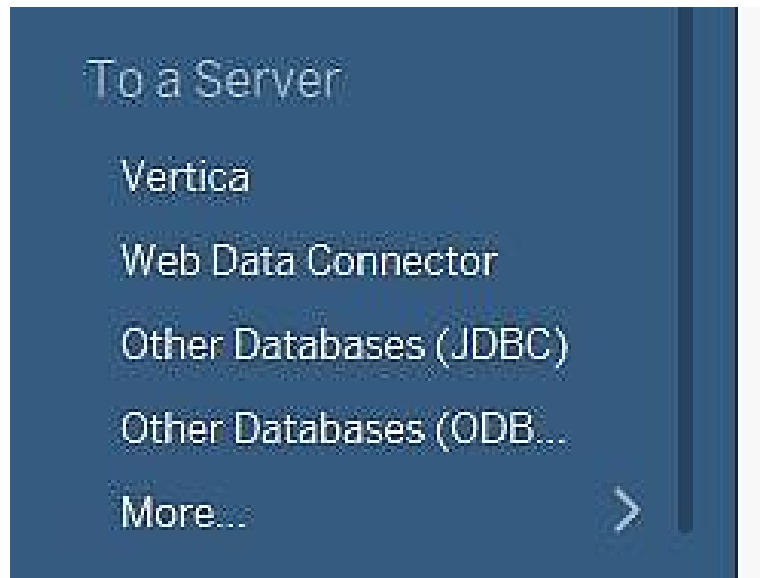 To a Server
Vertica
Web Data Connector
Other Databases (JDBC)
Other Databases (ODB...
More...